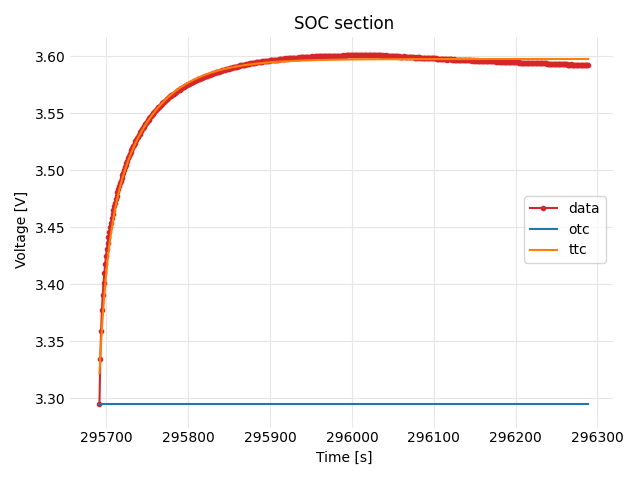 SOC section
Voltage [V]
3.60
3.55
3.50
3.45
3.40
3.35
3.30
data
otc
ttc
295700 295800 295900 296000 296100 296200 296300
Time [s]